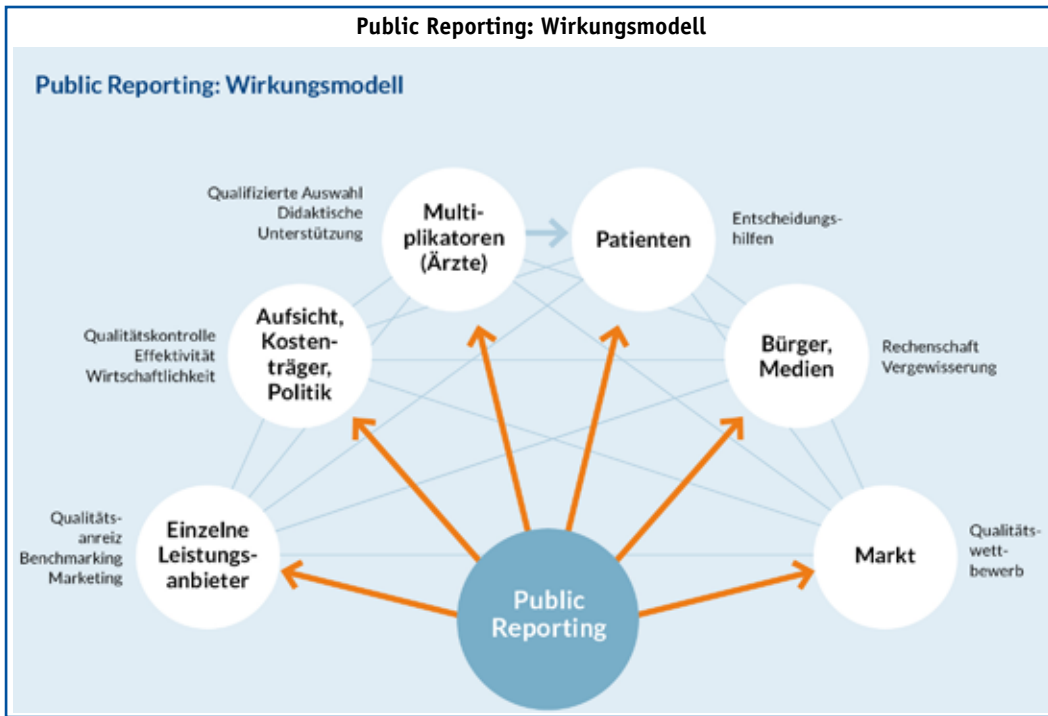 Public Reporting: Wirkungsmodell
Public Reporting: Wirkungsmodell
Qualifizierte Auswahl
Didaktische
Unterstützung
Multi-
plikatoren
(Ärzte)
Patienten
Entscheidungs-
hilfen
Qualitätskontrolle
Effektivität
Wirtschaftlichkeit
Aufsicht,
Kosten-
träger,
Politik
Bürger,
Medien
Rechenschaft
Vergewisserung
Qualitäts-
anreiz
Benchmarking
Marketing
Einzelne
Leistungs-
anbieter
Public
Reporting
Markt
Qualitäts-
wett-
bewerb